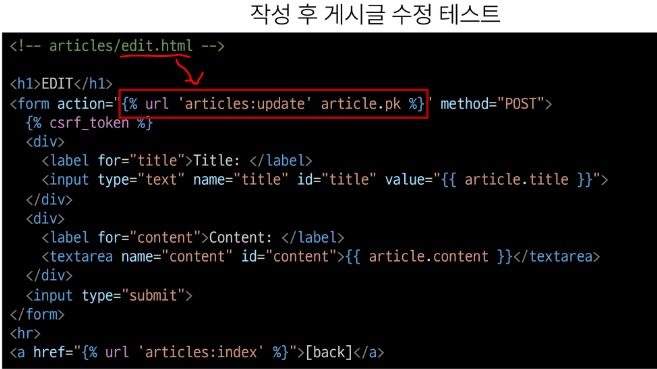 작성 후 게시글 수정 테스트
<!-- articles/edit.html -->
<h1>EDIT</h1>
<form action="{% url 'articles:update' article.pk %}" method="POST">
{% csrf_token %}
<div>
<label for="title">Title: </label>
<input type="text" name="title" id="title" value="{{ article.title }}">
</div>
<div>
<label for="content">Content: </label>
<textarea name="content" id="content">{{ article.content }}</textarea>
</div>
<input type="submit">
</form>
<hr>
<a href="{% url 'articles:index' %}">[back]</a>